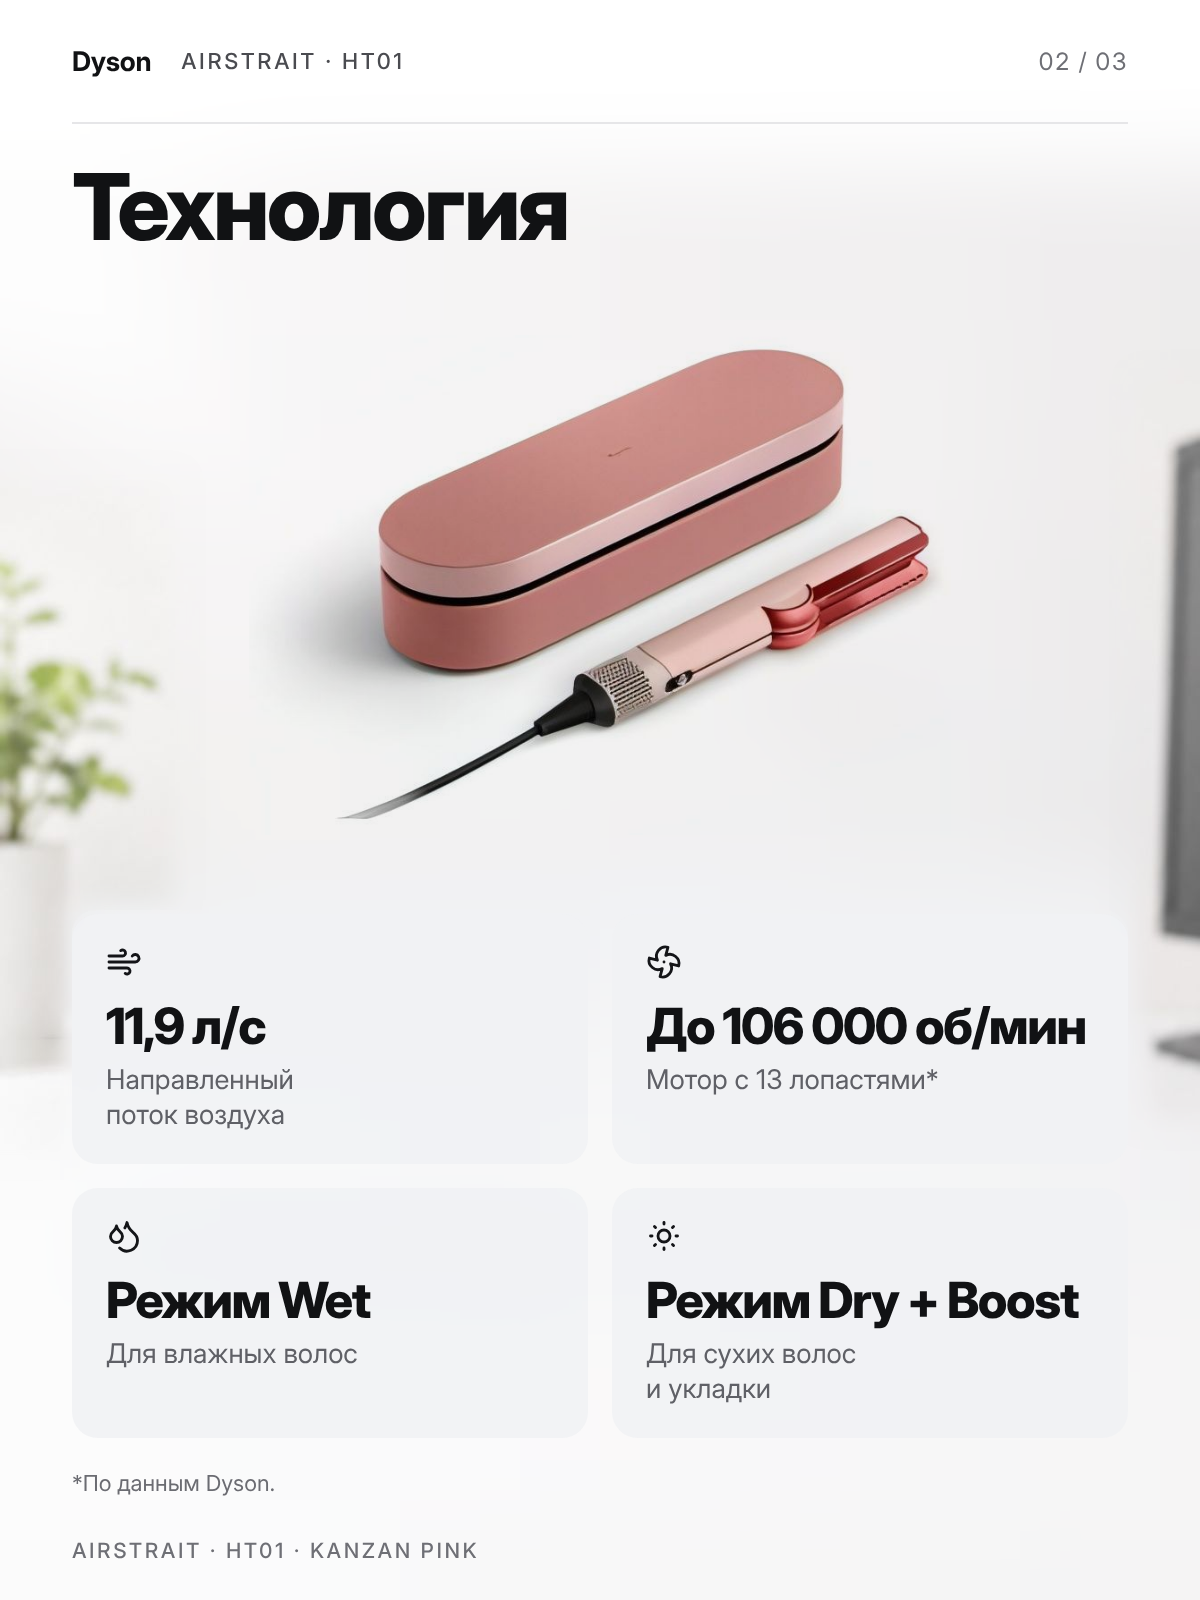 Dyson AIRSTRAIT · HT01 02 / 03
Технология
11,9 л/с
Направленный
поток воздуха
До 106 000 об/мин
Мотор с 13 лопастями*
Режим Wet
Для влажных волос
Режим Dry + Boost
Для сухих волос
и укладки
*По данным Dyson.
AIRSTRAIT · HT01 · KANZAN PINK